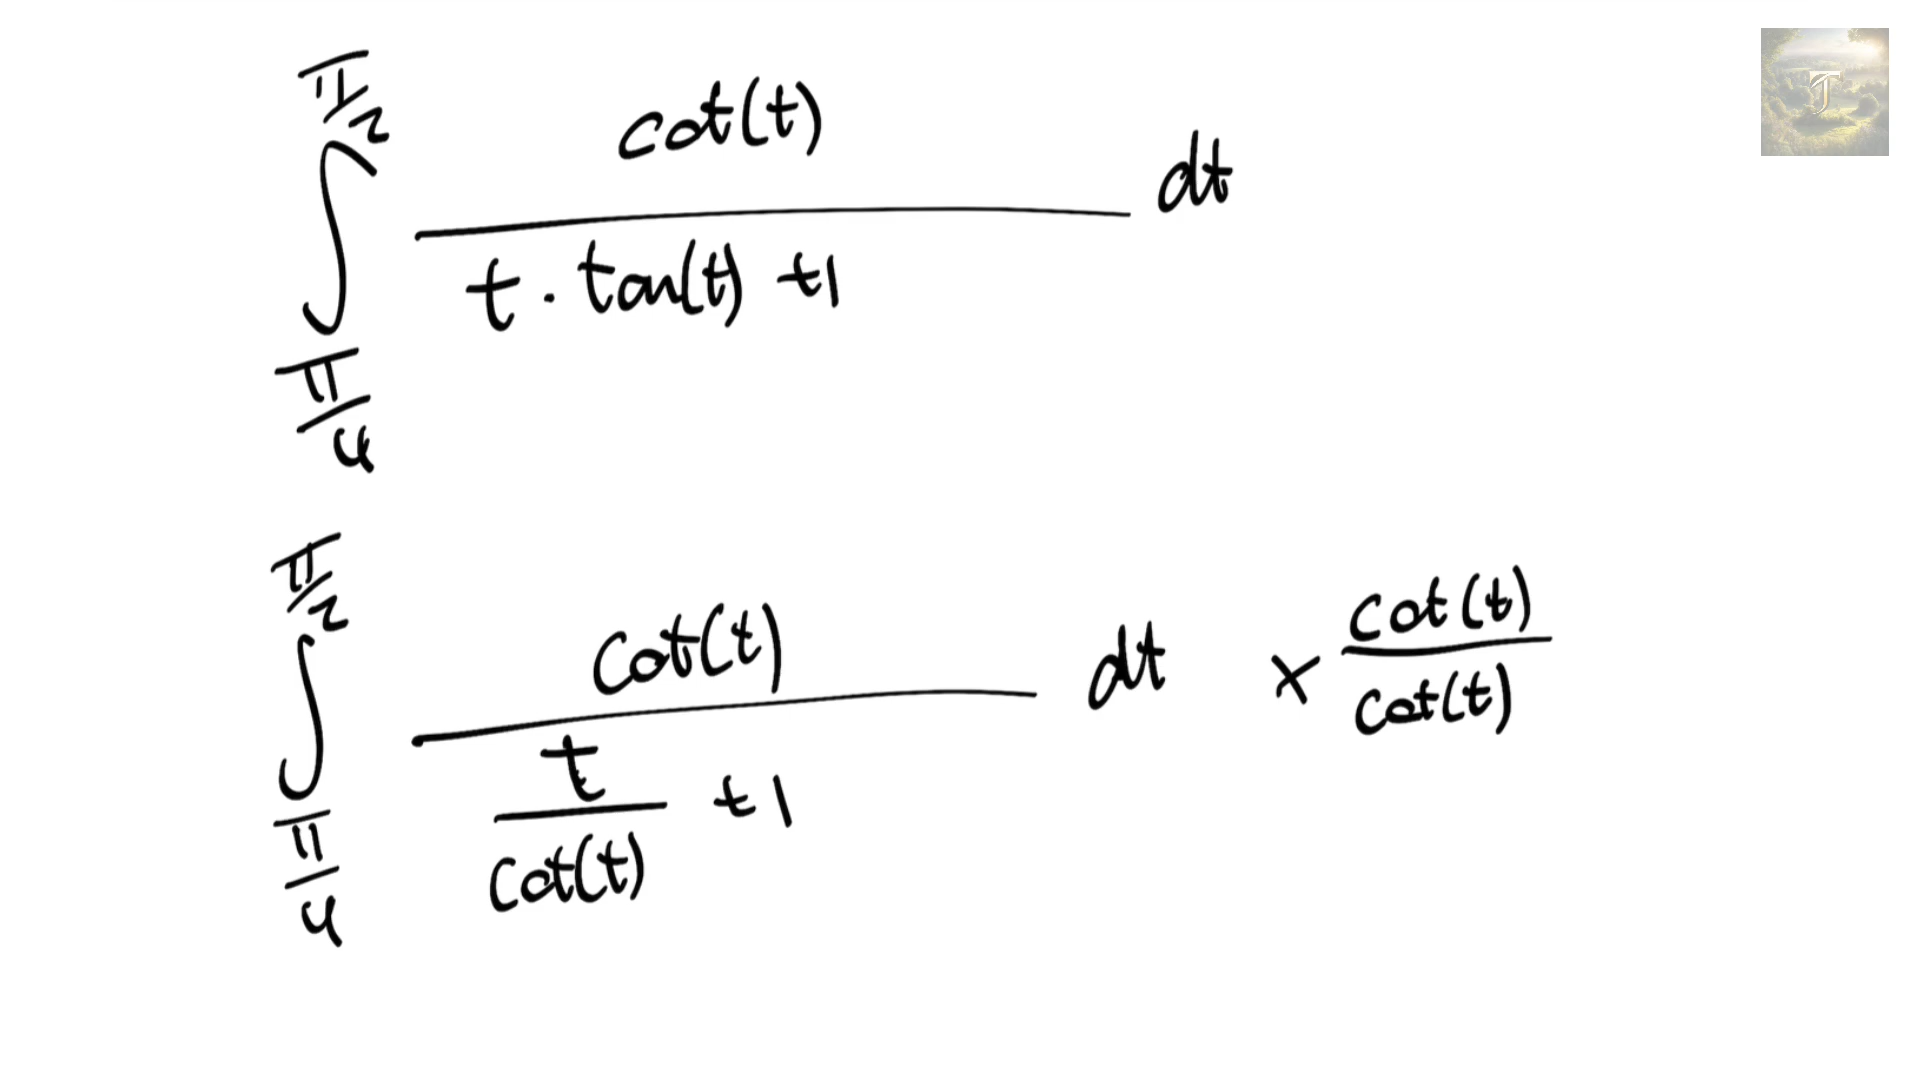 ∫_{π/4}^{π/2} cot(t) / (t · tan(t) + 1) dt
∫_{π/4}^{π/2} cot(t) / (t/cot(t) + 1) dt × cot(t)/cot(t)